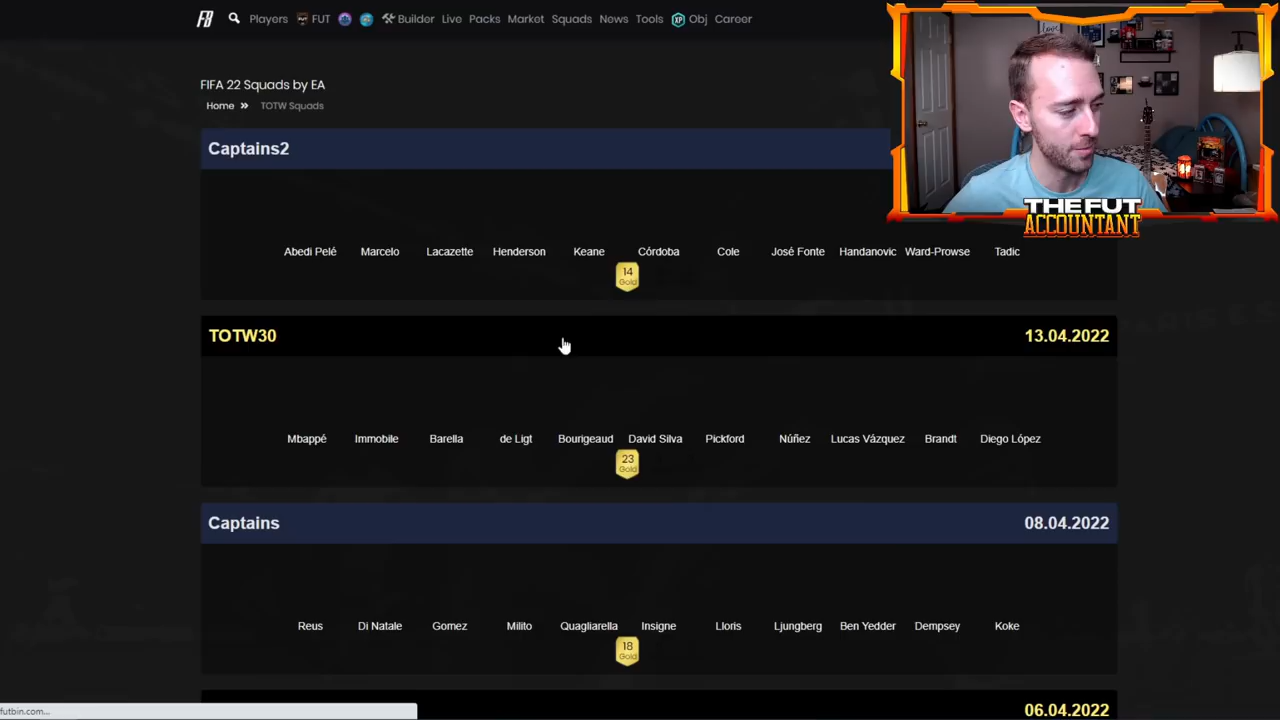 FB Players FUT Builder Live Packs Market Squads News Tools XP Obj Career
FIFA 22 Squads by EA
Home » TOTW Squads
THE FUT
ACCOUNTANT
Captains2
Abedi Pelé Marcelo Lacazette Henderson Keane Córdoba Cole José Fonte Handanovic Ward-Prowse Tadic
14
Gold
TOTW30 13.04.2022
Mbappé Immobile Barella de Ligt Bourigeaud David Silva Pickford Núñez Lucas Vázquez Brandt Diego López
23
Gold
Captains 08.04.2022
Reus Di Natale Gomez Milito Quagliarella Insigne Lloris Ljungberg Ben Yedder Dempsey Koke
18
Gold
06.04.2022
futbin.com...